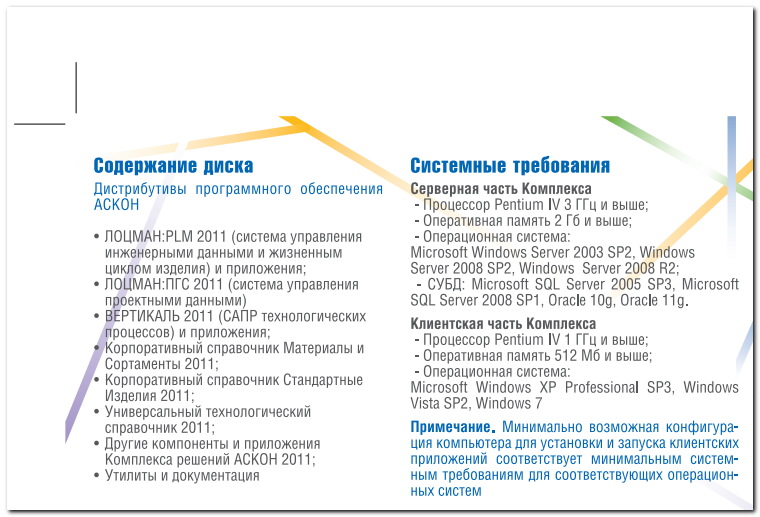 Содержание диска
Дистрибутивы программного обеспечения
АСКОН
• ЛОЦМАН:PLM 2011 (система управления
инженерными данными и жизненным
циклом изделия) и приложения;
• ЛОЦМАН:ПГС 2011 (система управления
проектными данными)
• ВЕРТИКАЛЬ 2011 (САПР технологических
процессов) и приложения;
• Корпоративный справочник Материалы и
Сортаменты 2011;
• Корпоративный справочник Стандартные
Изделия 2011;
• Универсальный технологический
справочник 2011;
• Другие компоненты и приложения
Комплекса решений АСКОН 2011;
• Утилиты и документация
Системные требования
Серверная часть Комплекса
- Процессор Pentium IV 3 ГГц и выше;
- Оперативная память 2 Гб и выше;
- Операционная система:
Microsoft Windows Server 2003 SP2, Windows
Server 2008 SP2, Windows Server 2008 R2;
- СУБД: Microsoft SQL Server 2005 SP3, Microsoft
SQL Server 2008 SP1, Oracle 10g, Oracle 11g.
Клиентская часть Комплекса
- Процессор Pentium IV 1 ГГц и выше;
- Оперативная память 512 Мб и выше;
- Операционная система:
Microsoft Windows XP Professional SP3, Windows
Vista SP2, Windows 7
Примечание. Минимально возможная конфигура-
ция компьютера для установки и запуска клиентских
приложений соответствует минимальным систем-
ным требованиям для соответствующих операцион-
ных систем